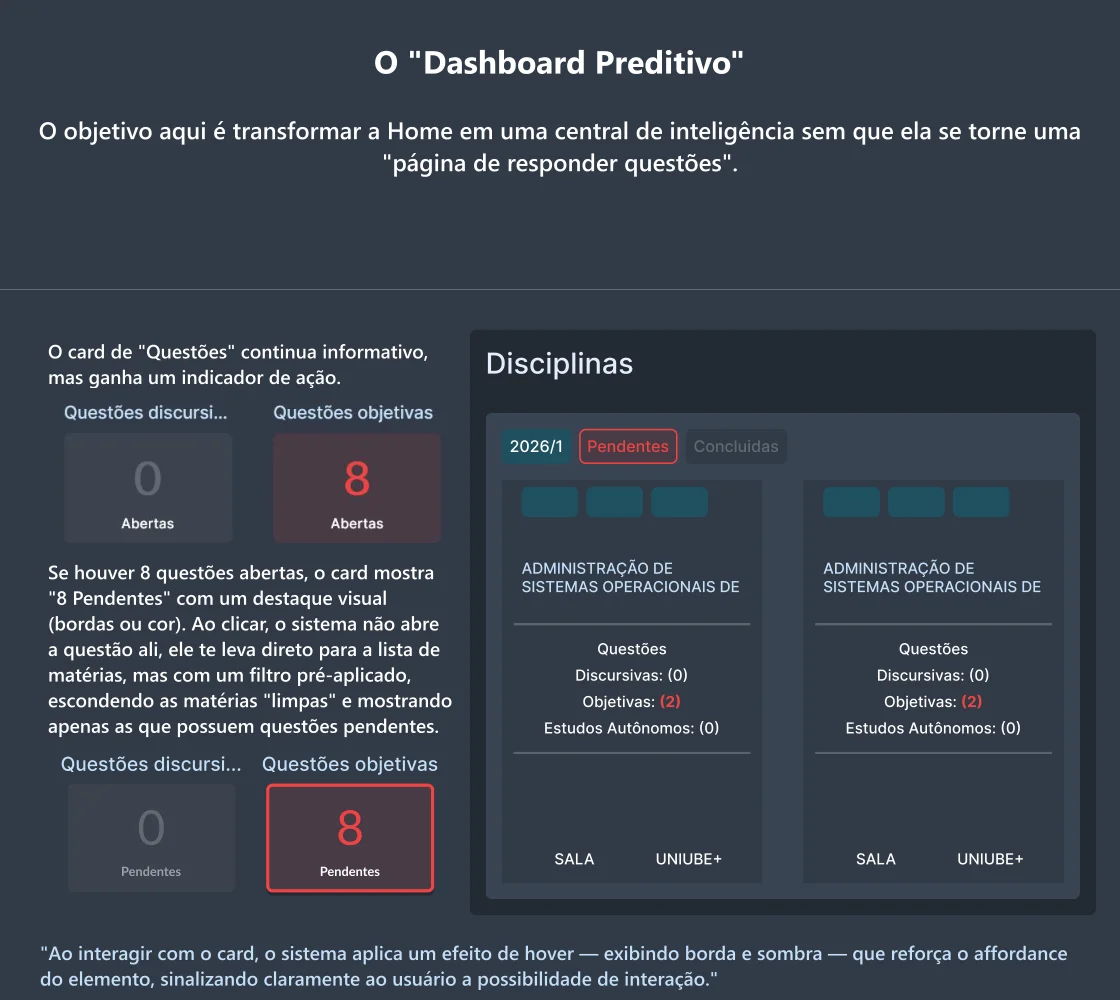 O "Dashboard Preditivo"
O objetivo aqui é transformar a Home em uma central de inteligência sem que ela se torne uma
"página de responder questões".
O card de "Questões" continua informativo,
mas ganha um indicador de ação.
Questões discursi... Questões objetivas
0 8
Abertas Abertas
Se houver 8 questões abertas, o card mostra
"8 Pendentes" com um destaque visual
(bordas ou cor). Ao clicar, o sistema não abre
a questão ali, ele te leva direto para a lista de
matérias, mas com um filtro pré-aplicado,
escondendo as matérias "limpas" e mostrando
apenas as que possuem questões pendentes.
Questões discursi... Questões objetivas
0 8
Pendentes Pendentes
Disciplinas
2026/1 Pendentes Concluidas
ADMINISTRAÇÃO DE
SISTEMAS OPERACIONAIS DE
Questões
Discursivas: (0)
Objetivas: (2)
Estudos Autônomos: (0)
SALA UNIUBE+
ADMINISTRAÇÃO DE
SISTEMAS OPERACIONAIS DE
Questões
Discursivas: (0)
Objetivas: (2)
Estudos Autônomos: (0)
SALA UNIUBE+
"Ao interagir com o card, o sistema aplica um efeito de hover — exibindo borda e sombra — que reforça o affordance
do elemento, sinalizando claramente ao usuário a possibilidade de interação."